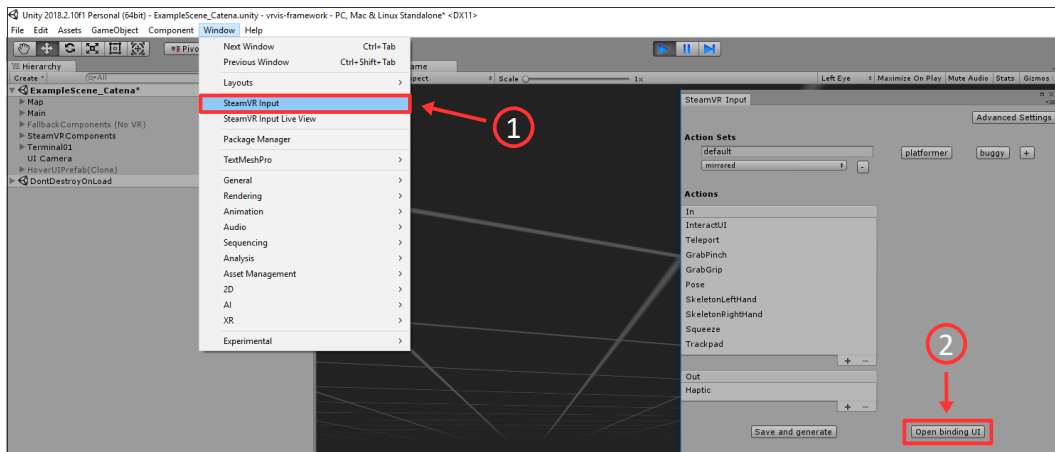 Unity 2018.2.10f1 Personal (64bit) - ExampleScene_Catena.unity - vrvis-framework - PC, Mac & Linux Standalone* <DX11>
File Edit Assets GameObject Component Window Help
Pivo
Hierarchy
Create
All
ExampleScene_Catena*
Map
Main
FallbackComponents (No VR)
SteamVRComponents
Terminal01
UI Camera
HoverUIPrefab(Clone)
DontDestroyOnLoad
Next Window Ctrl+Tab
Previous Window Ctrl+Shift+Tab
Layouts
SteamVR Input
SteamVR Input Live View
Package Manager
TextMeshPro
General
Rendering
Animation
Audio
Sequencing
Analysis
Asset Management
2D
AI
XR
Experimental
1
ame
pect Scale 1x Left Eye Maximize On Play Mute Audio Stats Gizmos
SteamVR Input
Advanced Settings
Action Sets
default platformer buggy +
mirrored -
Actions
In
InteractUI
Teleport
GrabPinch
GrabGrip
Pose
SkeletonLeftHand
SkeletonRightHand
Squeeze
Trackpad
+ -
Out
Haptic
+ -
2
Save and generate Open binding UI